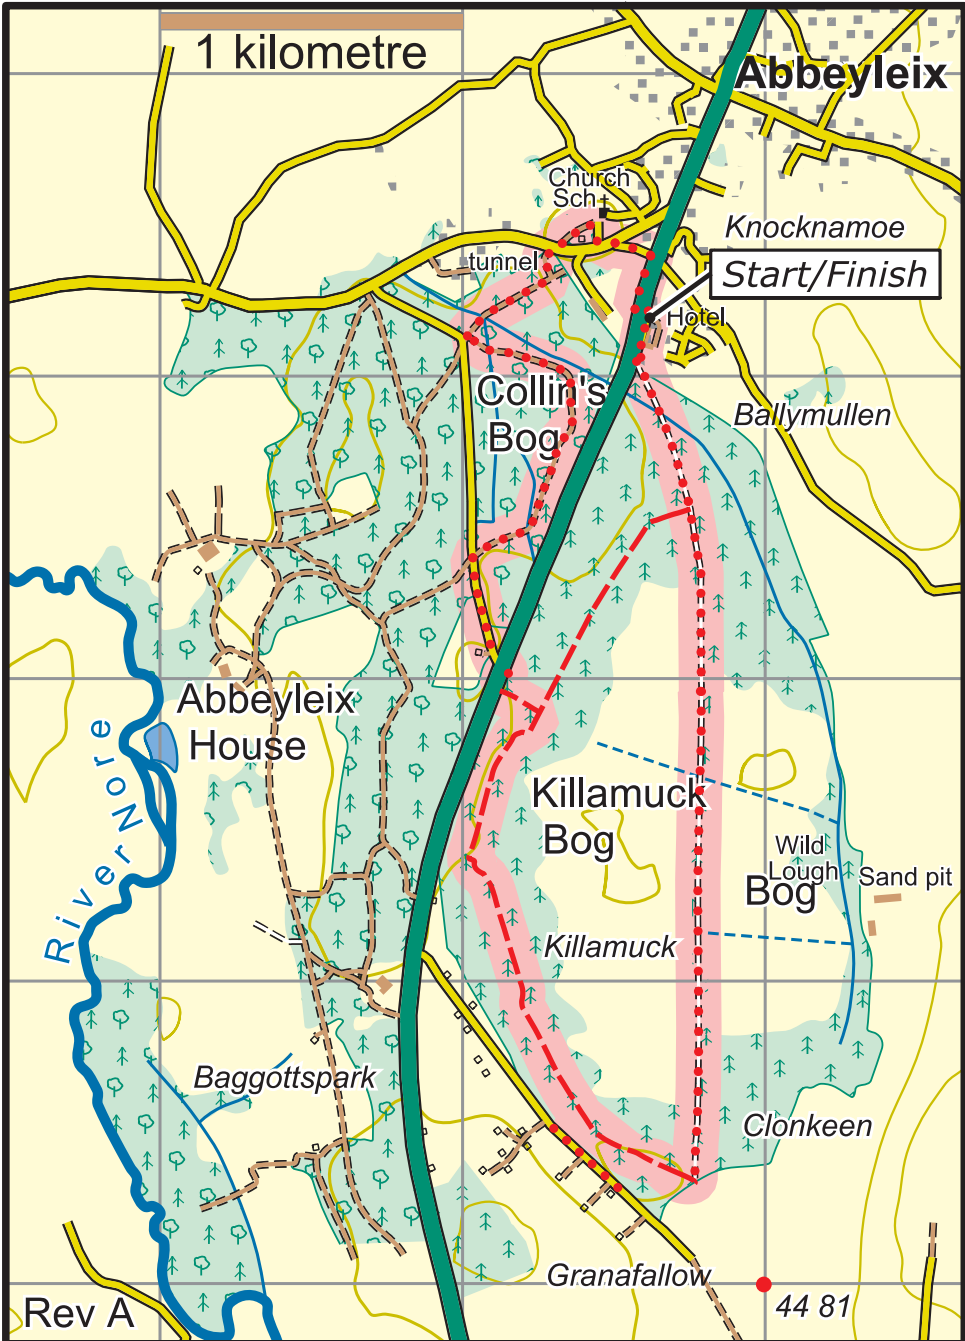 1 kilometre
Abbeyleix
Church
Sch
Knocknamoe
tunnel
Start/Finish
Hotel
Collin's
Bog
Ballymullen
Abbeyleix
House
River Nore
Killamuck
Bog
Wild
Lough
Bog
Sand pit
Killamuck
Baggottspark
Clonkeen
Granafallow
44 81
Rev A